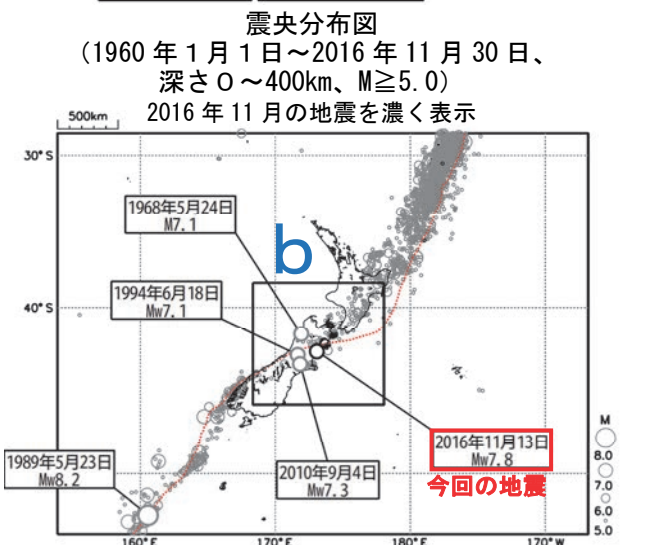 震央分布図
（1960年１月１日～2016年11月30日、
深さ０～400km、M≧5.0）
2016年11月の地震を濃く表示
500km
30°S
1968年5月24日
M7.1
b
1994年6月18日
Mw7.1
40°S
2016年11月13日
Mw7.8
今回の地震
1989年5月23日
Mw8.2
2010年9月4日
Mw7.3
M
8.0
7.0
6.0
5.0
160°E
170°E
180°E
170°W